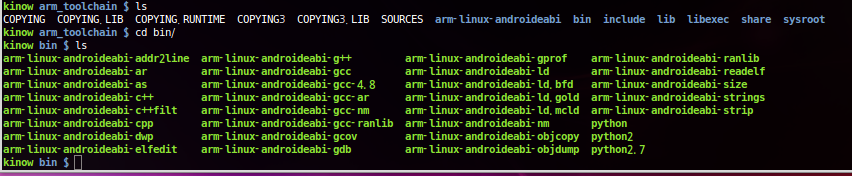 kinow arm_toolchain $ ls
COPYING COPYING.LIB COPYING.RUNTIME COPYING3 COPYING3.LIB SOURCES arm-linux-androideabi bin include lib libexec share sysroot
kinow arm_toolchain $ cd bin/
kinow bin $ ls
arm-linux-androideabi-addr2line arm-linux-androideabi-g++ arm-linux-androideabi-gprof arm-linux-androideabi-ranlib
arm-linux-androideabi-ar arm-linux-androideabi-gcc arm-linux-androideabi-ld arm-linux-androideabi-readelf
arm-linux-androideabi-as arm-linux-androideabi-gcc-4.8 arm-linux-androideabi-ld.bfd arm-linux-androideabi-size
arm-linux-androideabi-c++ arm-linux-androideabi-gcc-ar arm-linux-androideabi-ld.gold arm-linux-androideabi-strings
arm-linux-androideabi-c++filt arm-linux-androideabi-gcc-nm arm-linux-androideabi-ld.mcld arm-linux-androideabi-strip
arm-linux-androideabi-cpp arm-linux-androideabi-gcc-ranlib arm-linux-androideabi-nm python
arm-linux-androideabi-dwp arm-linux-androideabi-gcov arm-linux-androideabi-objcopy python2
arm-linux-androideabi-elfedit arm-linux-androideabi-gdb arm-linux-androideabi-objdump python2.7
kinow bin $